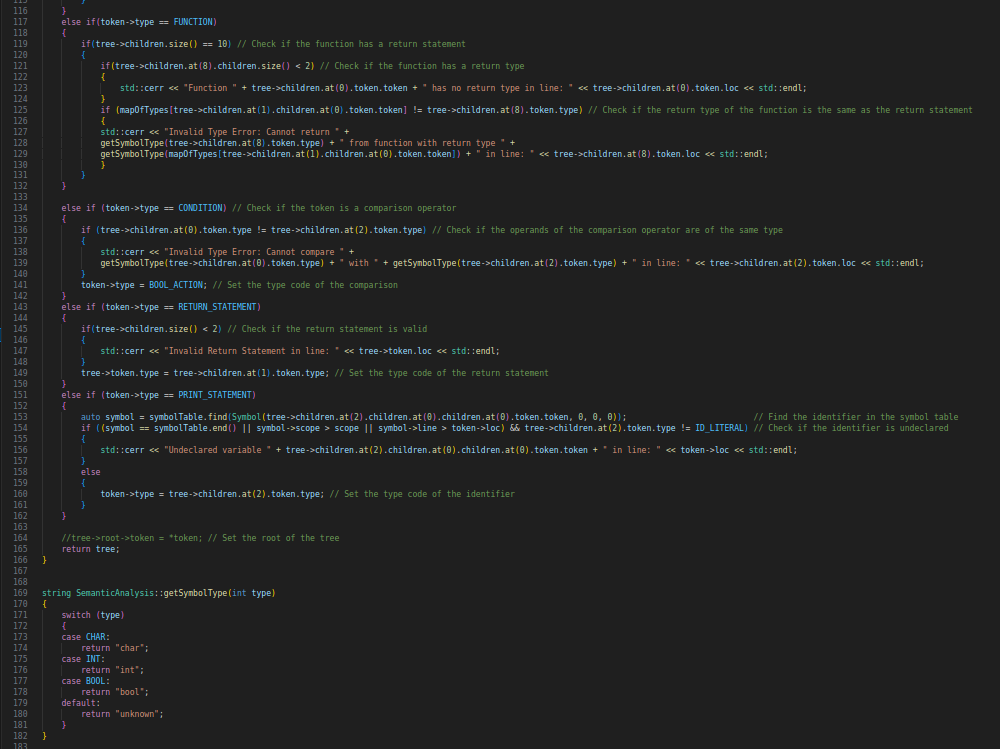 115 }
116 }
117 else if(token->type == FUNCTION)
118 {
119 if(tree->children.size() == 10) // Check if the function has a return statement
120 {
121 if(tree->children.at(8).children.size() < 2) // Check if the function has a return type
122 {
123 std::cerr << "Function " + tree->children.at(0).token.token + " has no return type in line: " << tree->children.at(0).token.loc << std::endl;
124 }
125 if (mapOfTypes[tree->children.at(1).children.at(0).token.token] != tree->children.at(8).token.type) // Check if the return type of the function is the same as the return statement
126 {
127 std::cerr << "Invalid Type Error: Cannot return " +
128 getSymbolType(tree->children.at(8).token.type) + " from function with return type " +
129 getSymbolType(mapOfTypes[tree->children.at(1).children.at(0).token.token]) + " in line: " << tree->children.at(8).token.loc << std::endl;
130 }
131 }
132 }
133
134 else if (token->type == CONDITION) // Check if the token is a comparison operator
135 {
136 if (tree->children.at(0).token.type != tree->children.at(2).token.type) // Check if the operands of the comparison operator are of the same type
137 {
138 std::cerr << "Invalid Type Error: Cannot compare " +
139 getSymbolType(tree->children.at(0).token.type) + " with " + getSymbolType(tree->children.at(2).token.type) + " in line: " << tree->children.at(2).token.loc << std::endl;
140 }
141 token->type = BOOL_ACTION; // Set the type code of the comparison
142 }
143 else if (token->type == RETURN_STATEMENT)
144 {
145 if(tree->children.size() < 2) // Check if the return statement is valid
146 {
147 std::cerr << "Invalid Return Statement in line: " << tree->token.loc << std::endl;
148 }
149 tree->token.type = tree->children.at(1).token.type; // Set the type code of the return statement
150 }
151 else if (token->type == PRINT_STATEMENT)
152 {
153 auto symbol = symbolTable.find(Symbol(tree->children.at(2).children.at(0).children.at(0).token.token, 0, 0, 0)); // Find the identifier in the symbol table
154 if ((symbol == symbolTable.end() || symbol->scope > scope || symbol->line > token->loc) && tree->children.at(2).token.type != ID_LITERAL) // Check if the identifier is undeclared
155 {
156 std::cerr << "Undeclared variable " + tree->children.at(2).children.at(0).children.at(0).token.token + " in line: " << token->loc << std::endl;
157 }
158 else
159 {
160 token->type = tree->children.at(2).token.type; // Set the type code of the identifier
161 }
162 }
163
164 //tree->root->token = *token; // Set the root of the tree
165 return tree;
166 }
167
168
169 string SemanticAnalysis::getSymbolType(int type)
170 {
171 switch (type)
172 {
173 case CHAR:
174 return "char";
175 case INT:
176 return "int";
177 case BOOL:
178 return "bool";
179 default:
180 return "unknown";
181 }
182 }
183